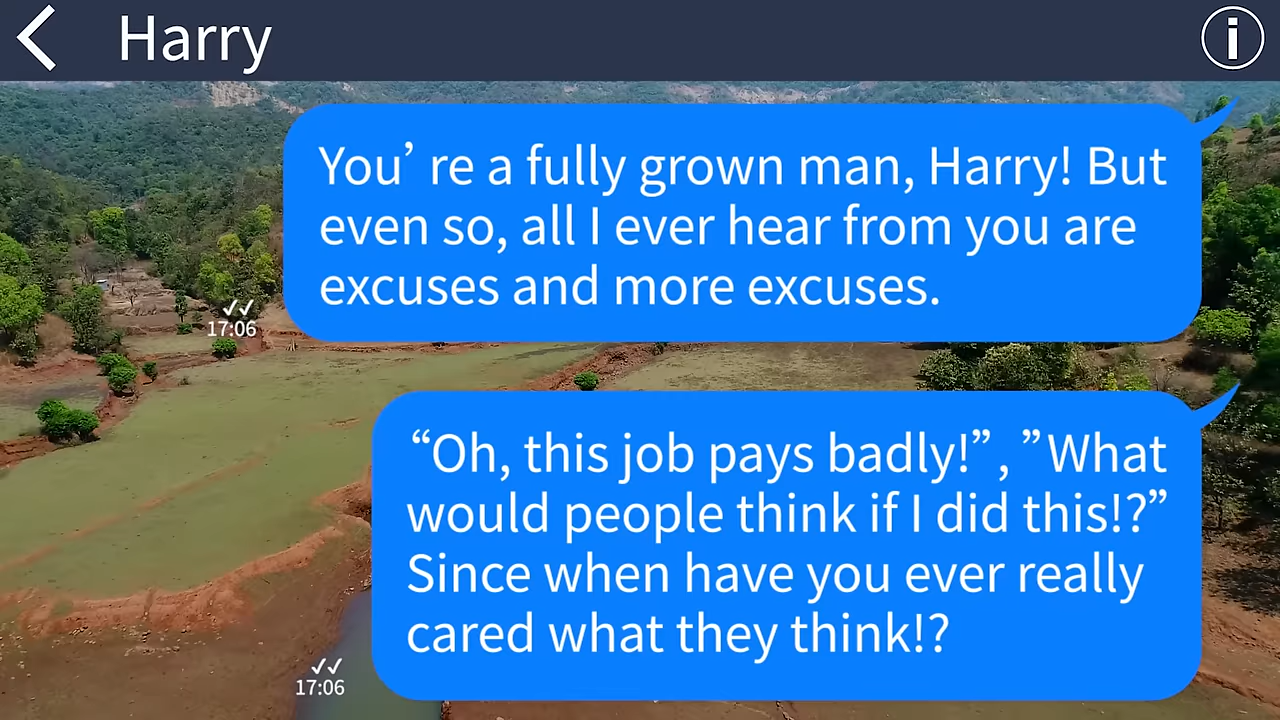 Harry
You’ re a fully grown man, Harry! But
even so, all I ever hear from you are
excuses and more excuses.
✓✓
17:06
“Oh, this job pays badly!”, ”What
would people think if I did this!?”
Since when have you ever really
cared what they think!?
✓✓
17:06